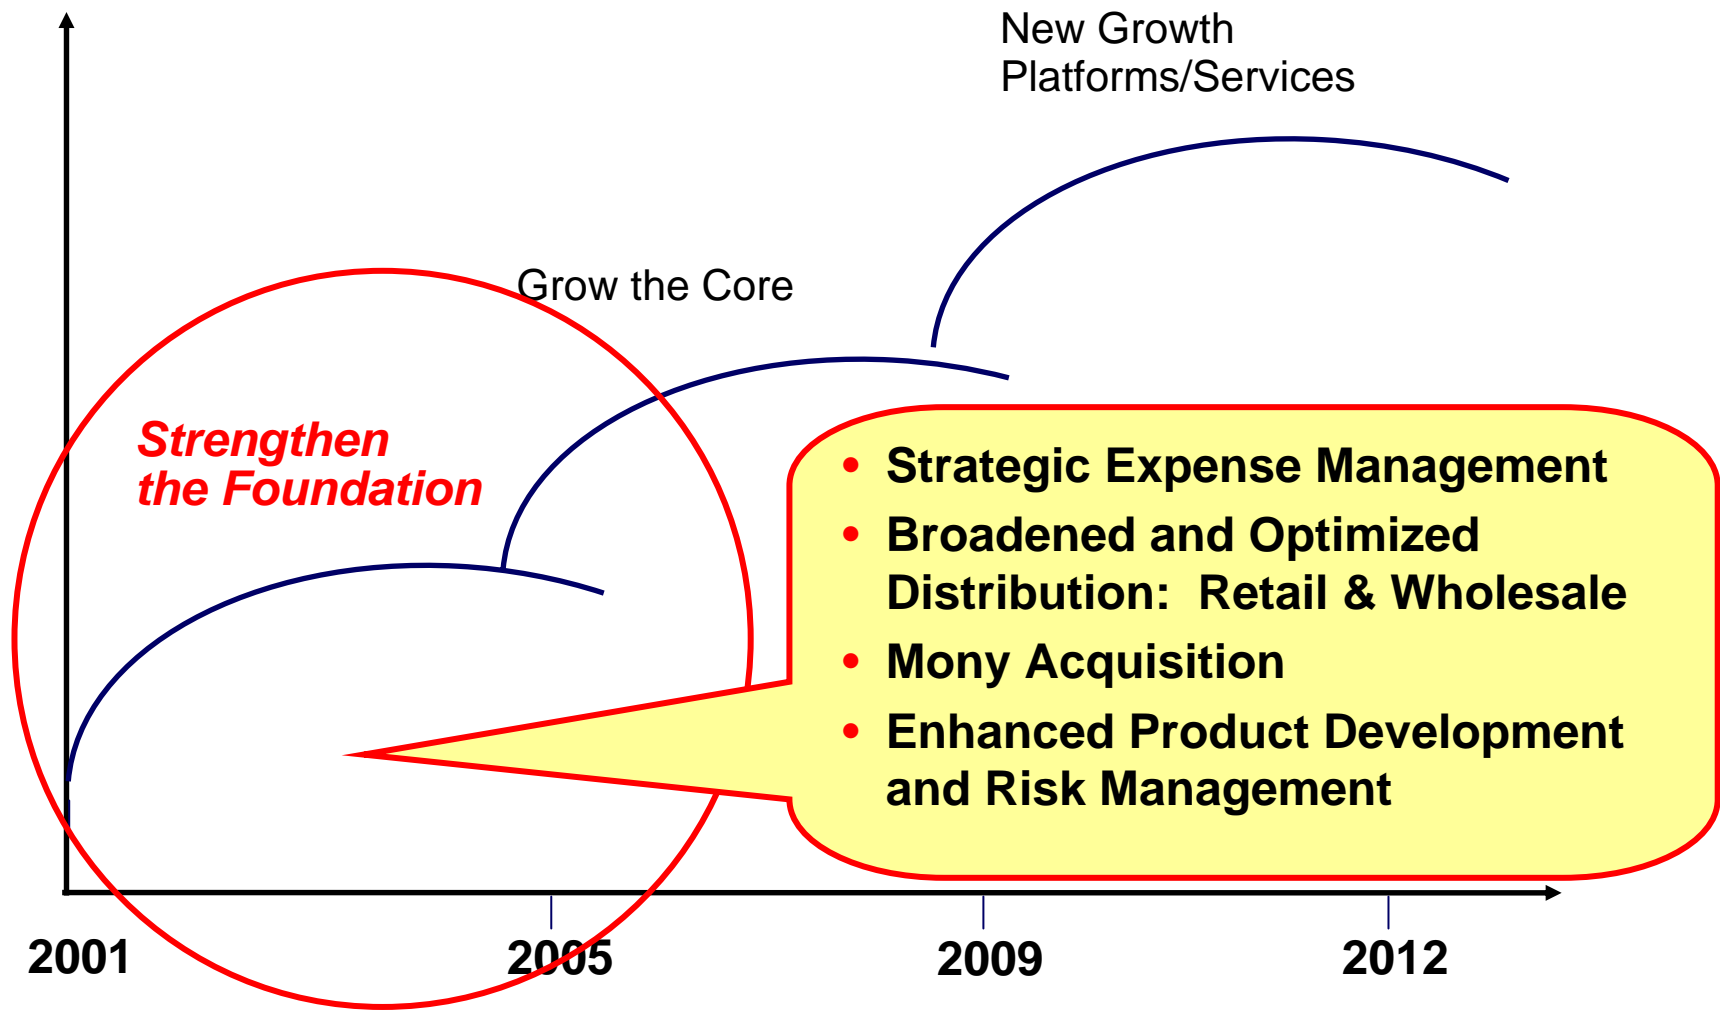 New Growth
Platforms/Services
Grow the Core
Strengthen
the Foundation
• Strategic Expense Management
• Broadened and Optimized
Distribution: Retail & Wholesale
• Mony Acquisition
• Enhanced Product Development
and Risk Management
2001 2005 2009 2012